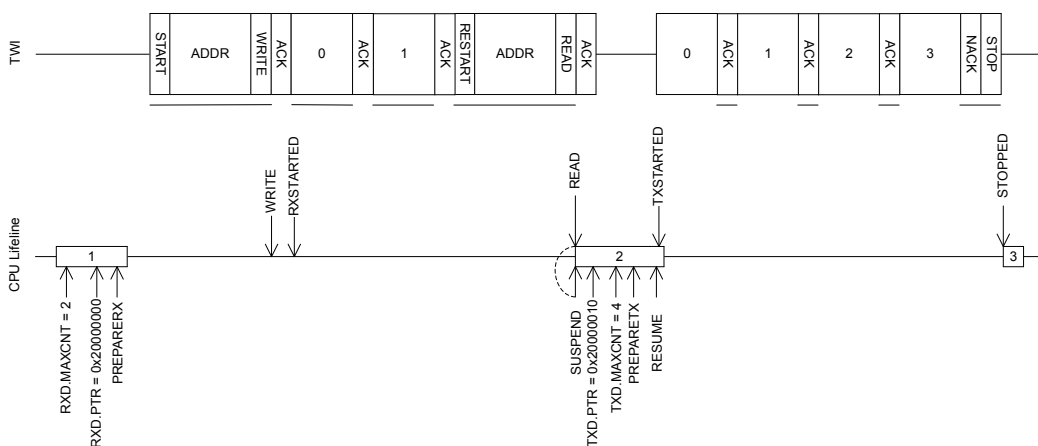 TWI
START
ADDR
WRITE
ACK
0
ACK
1
ACK
RESTART
ADDR
READ
ACK
0
ACK
1
ACK
2
ACK
3
NACK
STOP
CPU Lifeline
WRITE
RXSTARTED
READ
TXSTARTED
STOPPED
1
2
3
RXD.MAXCNT = 2
RXD.PTR = 0x20000000
PREPARERX
SUSPEND
TXD.PTR = 0x20000010
TXD.MAXCNT = 4
PREPARETX
RESUME